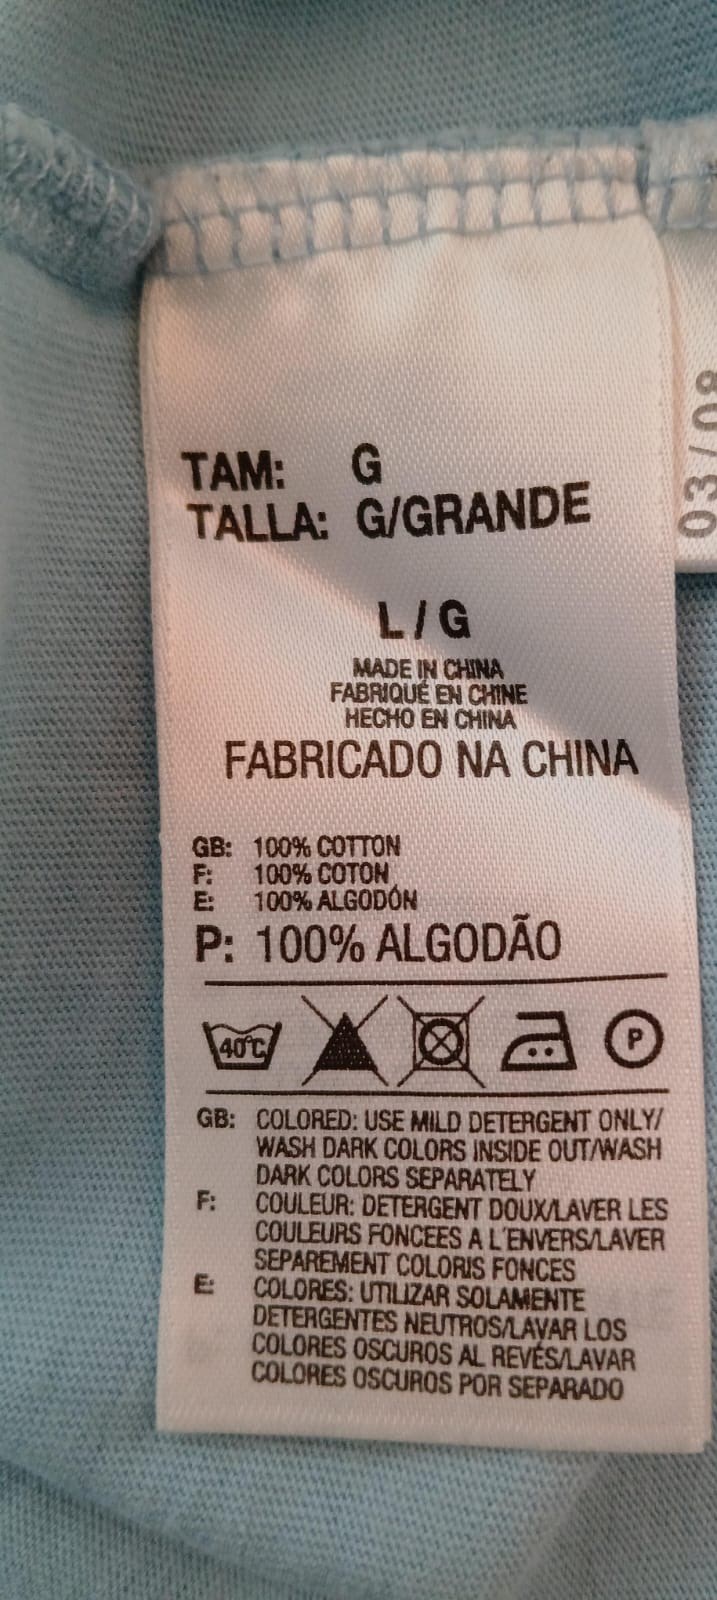 TAM: G
TALLA: G/GRANDE
L / G
MADE IN CHINA
FABRIQUÉ EN CHINE
HECHO EN CHINA
FABRICADO NA CHINA
GB: 100% COTTON
F: 100% COTON
E: 100% ALGODÓN
P: 100% ALGODÃO
40°C
P
GB: COLORED: USE MILD DETERGENT ONLY/
WASH DARK COLORS INSIDE OUT/WASH
DARK COLORS SEPARATELY
F: COULEUR: DETERGENT DOUX/LAVER LES
COULEURS FONCEES A L'ENVERS/LAVER
SEPAREMENT COLORIS FONCES
E: COLORES: UTILIZAR SOLAMENTE
DETERGENTES NEUTROS/LAVAR LOS
COLORES OSCUROS AL REVÉS/LAVAR
COLORES OSCUROS POR SEPARADO
03/08